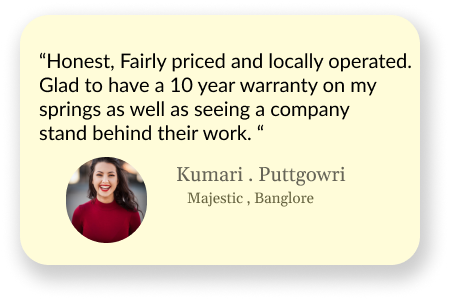 “Honest, Fairly priced and locally operated.
Glad to have a 10 year warranty on my
springs as well as seeing a company
stand behind their work. “
Kumari . Puttgowri
Majestic , Banglore